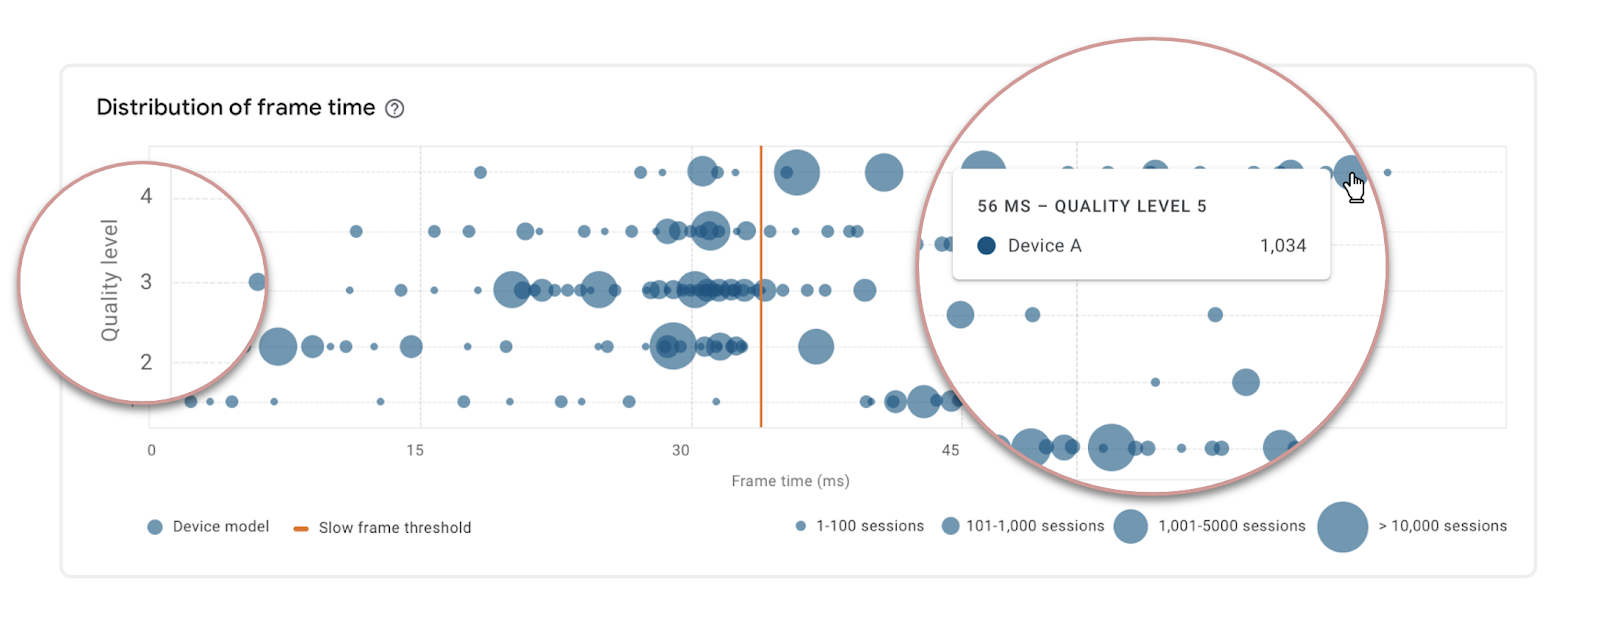 Distribution of frame time
4
Quality level
3
2
56 MS – QUALITY LEVEL 5
Device A 1,034
0 15 30 45
Frame time (ms)
Device model Slow frame threshold 1-100 sessions 101-1,000 sessions 1,001-5000 sessions > 10,000 sessions